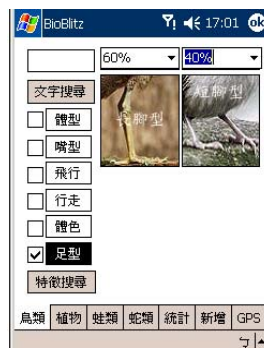 BioBlitz 17:01 ok
60% 40%
文字搜尋
體型
嘴型
飛行
行走
體色
足型
特徵搜尋
長腳型 短腳型
鳥類 植物 蛙類 蛇類 統計 新增 GPS
ㄅ